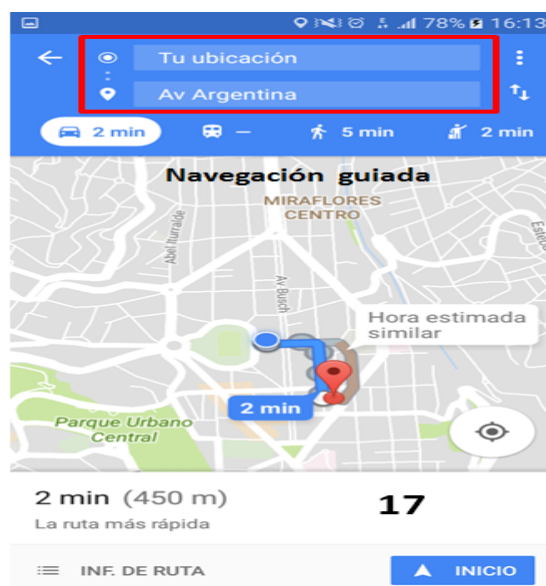 78% 16:13
Tu ubicación
Av Argentina
2 min — 5 min 2 min
Navegación guiada
MIRAFLORES
CENTRO
Abel Iturralde
Av Busch
Hora estimada
similar
2 min
Parque Urbano
Central
2 min (450 m)
17
La ruta más rápida
INF. DE RUTA
INICIO